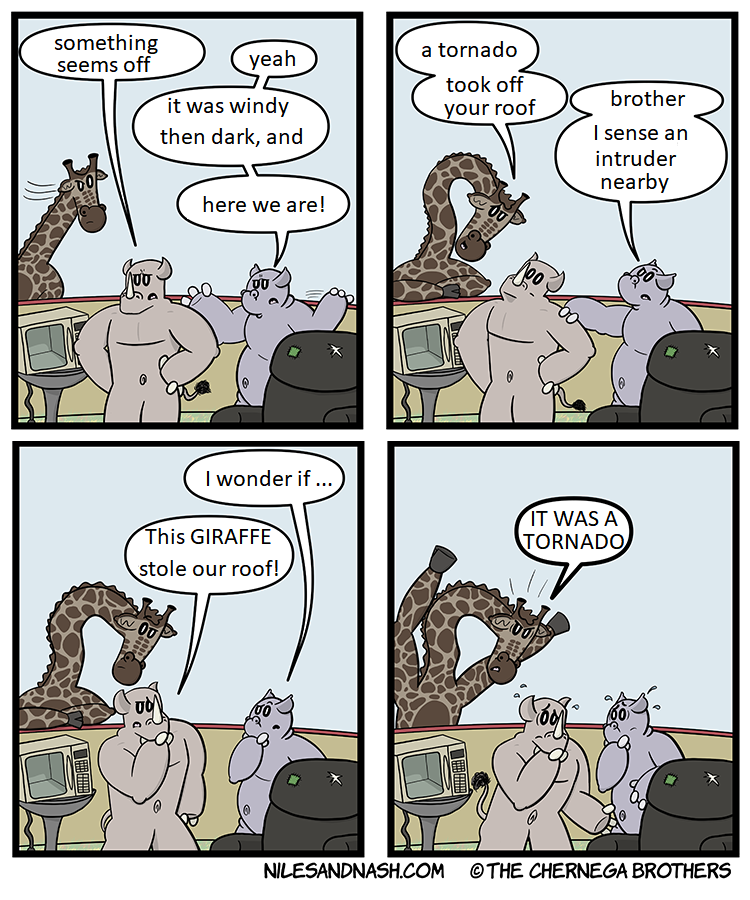 something
seems off
yeah
it was windy
then dark, and
here we are!
a tornado
took off
your roof
brother
I sense an
intruder
nearby
I wonder if ...
This GIRAFFE
stole our roof!
IT WAS A
TORNADO
NILESANDNASH.COM © THE CHERNEGA BROTHERS